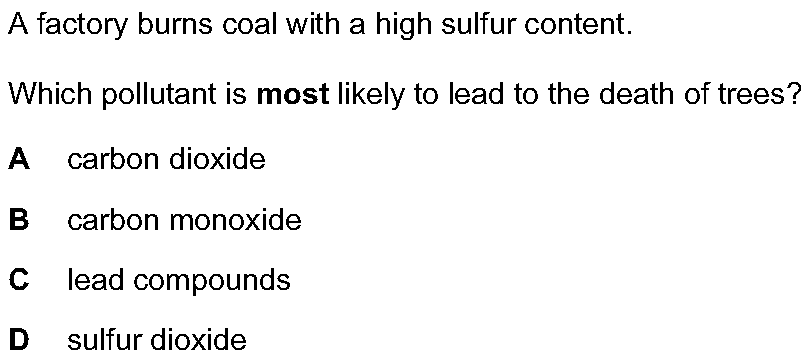 A factory burns coal with a high sulfur content.
Which pollutant is most likely to lead to the death of trees?
A carbon dioxide
B carbon monoxide
C lead compounds
D sulfur dioxide